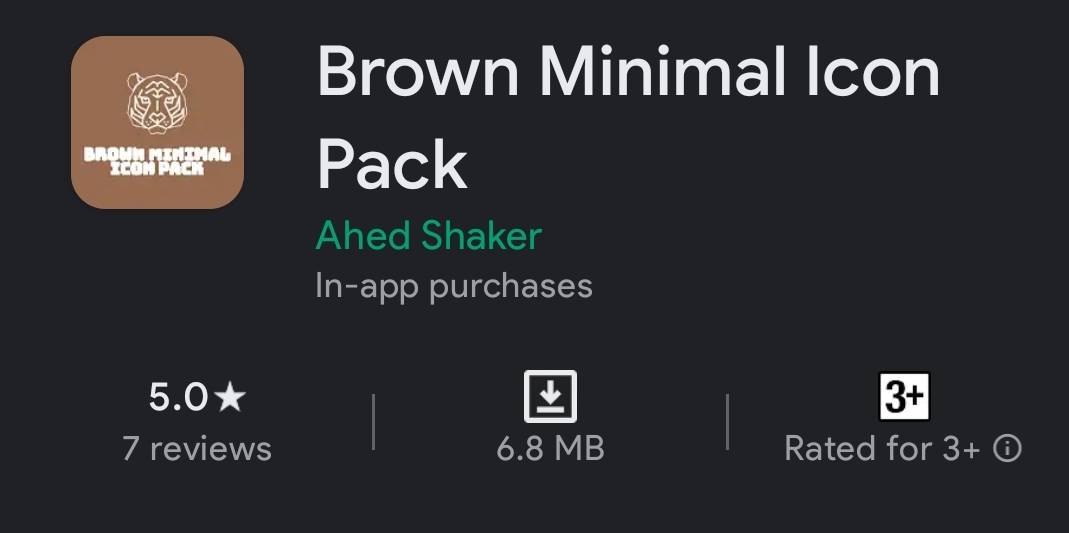 BROWN MINIMAL
ICON PACK
Brown Minimal Icon
Pack
Ahed Shaker
In-app purchases
5.0★
7 reviews
6.8 MB
3+
Rated for 3+